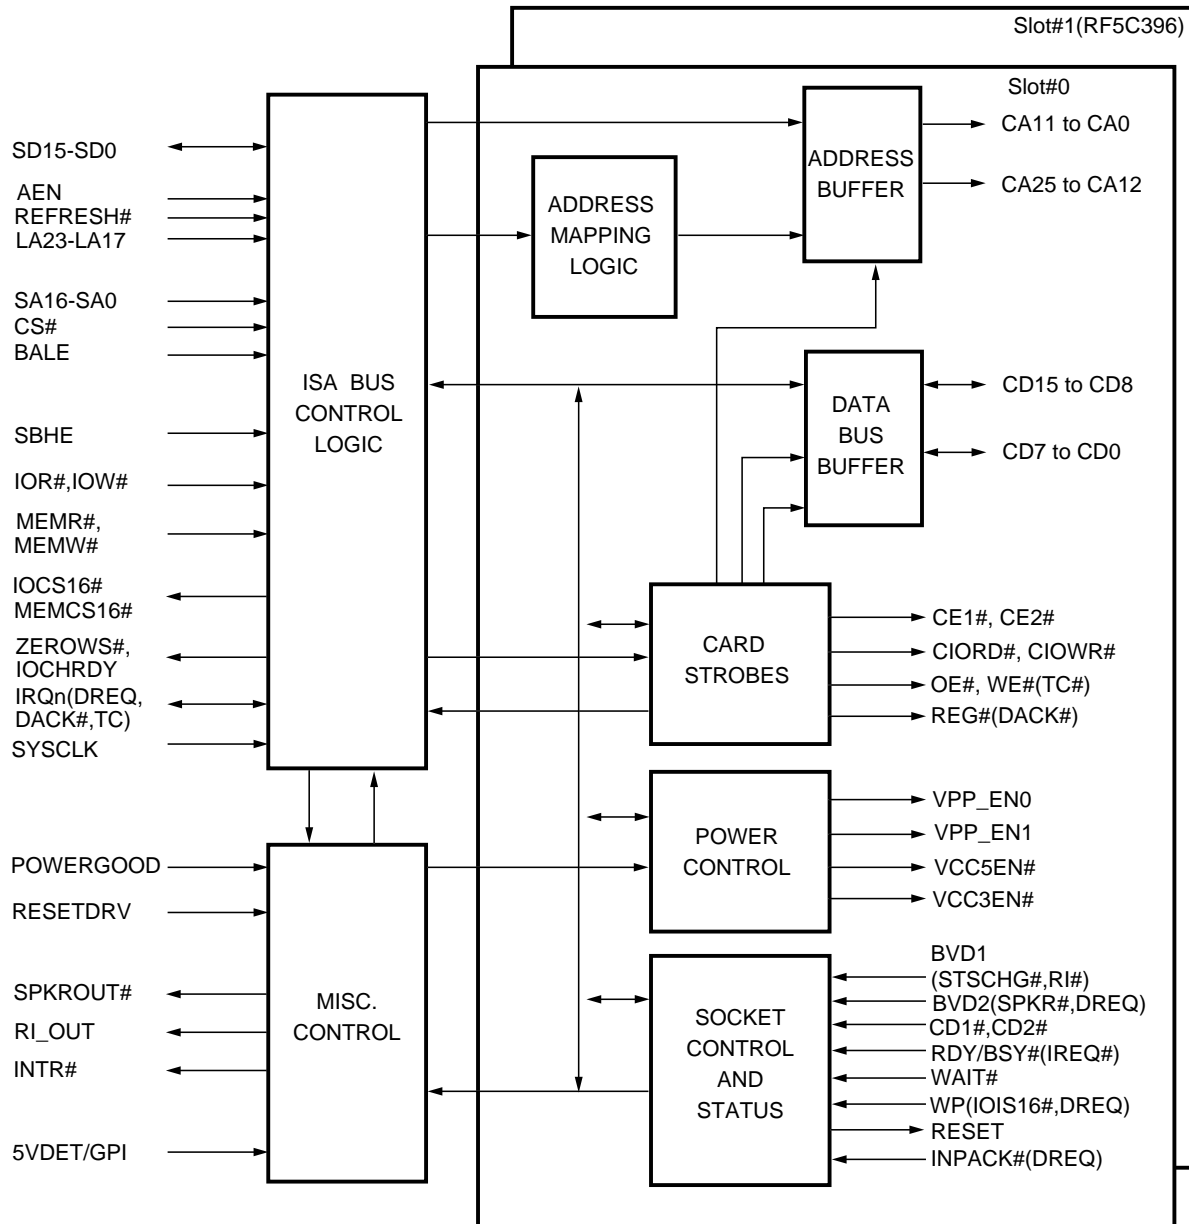 Slot#1(RF5C396)
Slot#0
SD15-SD0
AEN
REFRESH#
LA23-LA17
SA16-SA0
CS#
BALE
SBHE
IOR#,IOW#
MEMR#,
MEMW#
IOCS16#
MEMCS16#
ZEROWS#,
IOCHRDY
IRQn(DREQ,
DACK#,TC)
SYSCLK
POWERGOOD
RESETDRV
SPKROUT#
RI_OUT
INTR#
5VDET/GPI
ISA BUS
CONTROL
LOGIC
MISC.
CONTROL
ADDRESS
MAPPING
LOGIC
ADDRESS
BUFFER
CA11 to CA0
CA25 to CA12
DATA
BUS
BUFFER
CD15 to CD8
CD7 to CD0
CARD
STROBES
CE1#, CE2#
CIORD#, CIOWR#
OE#, WE#(TC#)
REG#(DACK#)
POWER
CONTROL
VPP_EN0
VPP_EN1
VCC5EN#
VCC3EN#
SOCKET
CONTROL
AND
STATUS
BVD1
(STSCHG#,RI#)
BVD2(SPKR#,DREQ)
CD1#,CD2#
RDY/BSY#(IREQ#)
WAIT#
WP(IOIS16#,DREQ)
RESET
INPACK#(DREQ)